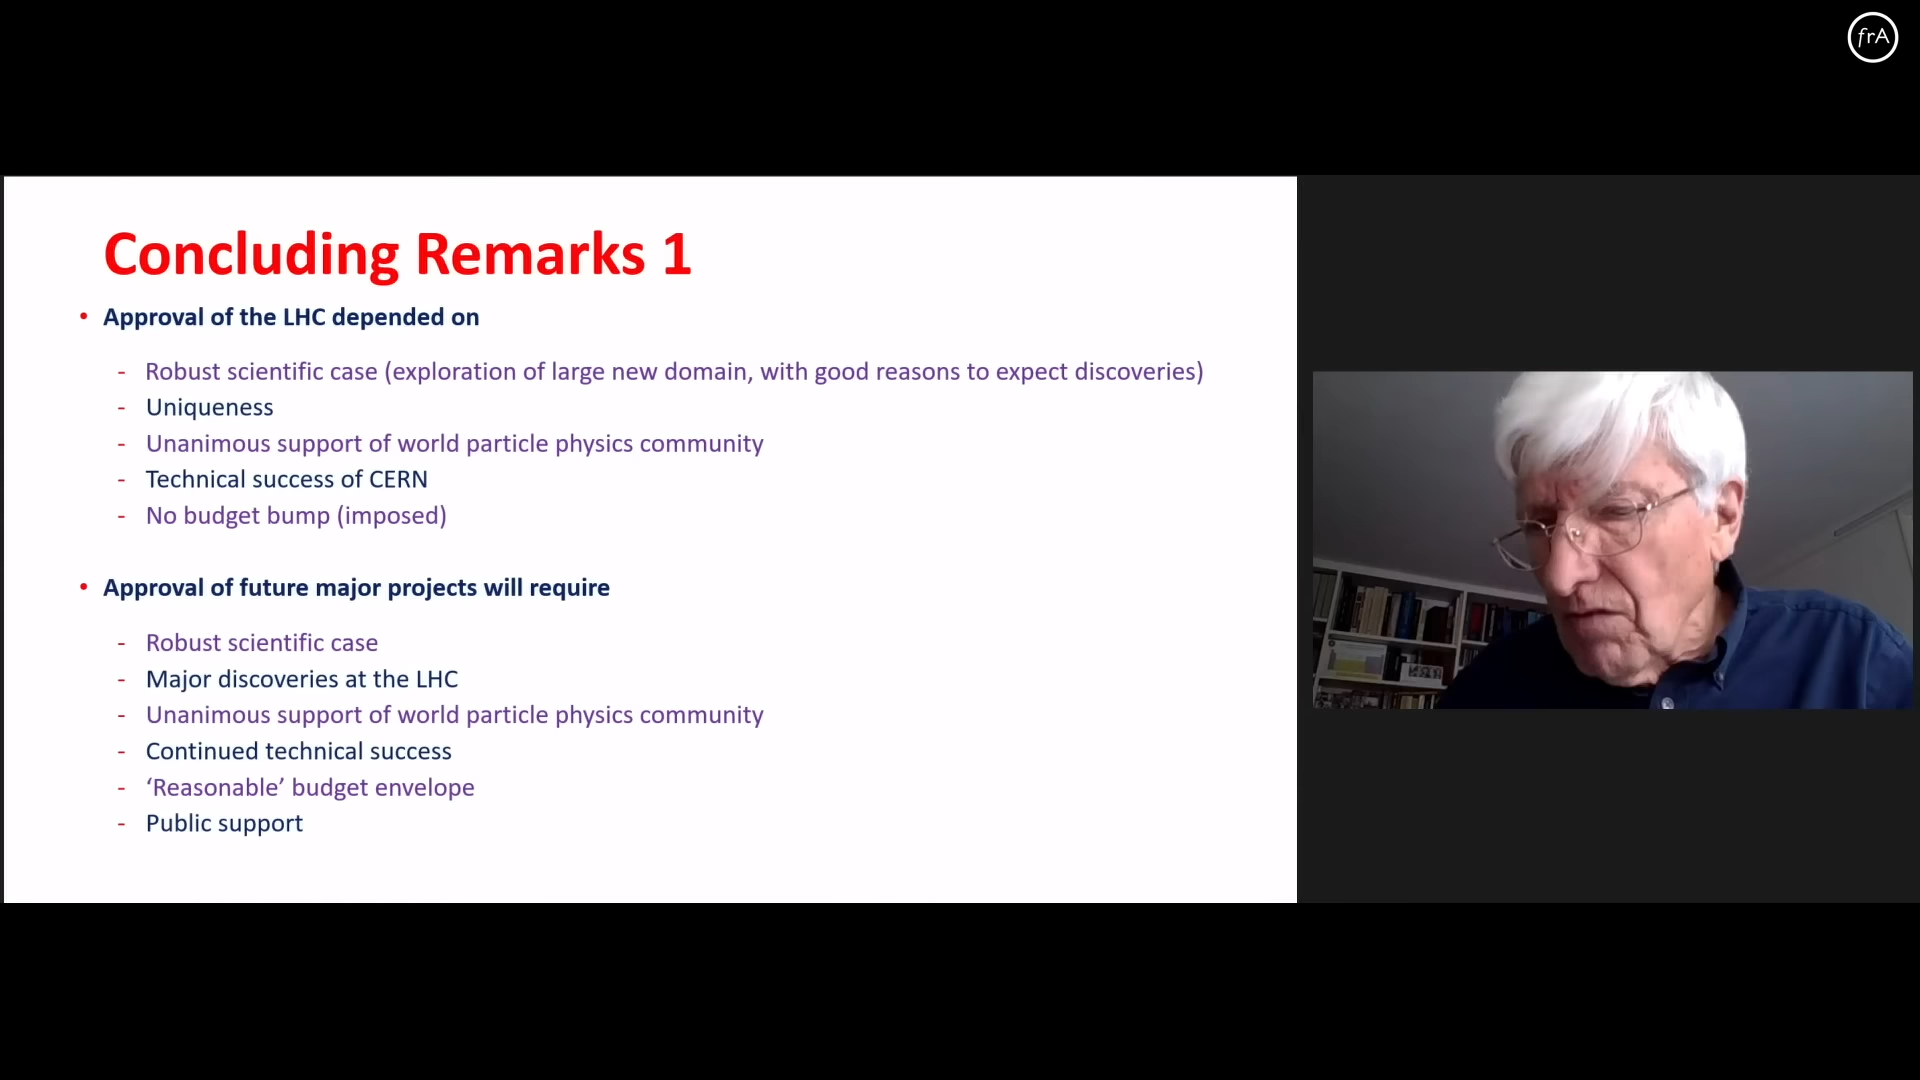 frA
Concluding Remarks 1
• Approval of the LHC depended on
- Robust scientific case (exploration of large new domain, with good reasons to expect discoveries)
- Uniqueness
- Unanimous support of world particle physics community
- Technical success of CERN
- No budget bump (imposed)
• Approval of future major projects will require
- Robust scientific case
- Major discoveries at the LHC
- Unanimous support of world particle physics community
- Continued technical success
- ‘Reasonable’ budget envelope
- Public support